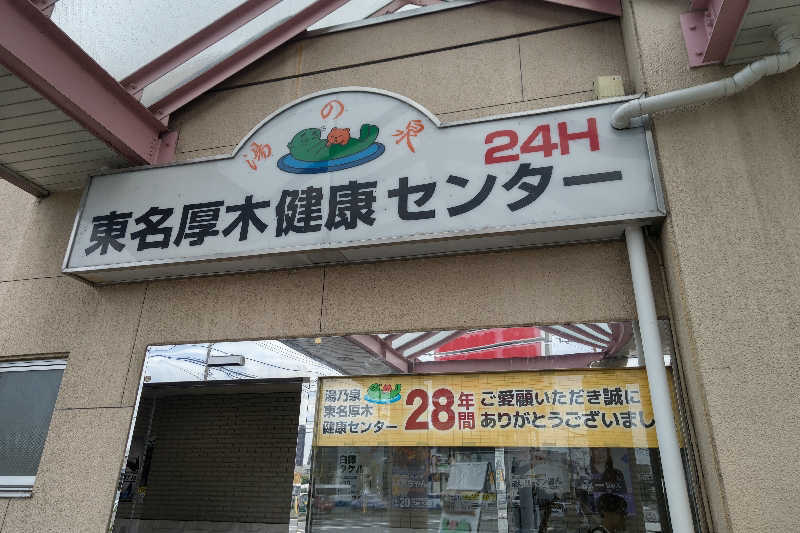 湯の泉
24H
東名厚木健康センター
湯乃泉
東名厚木
健康センター
28年間
ご愛顧いただき誠に
ありがとうございまし